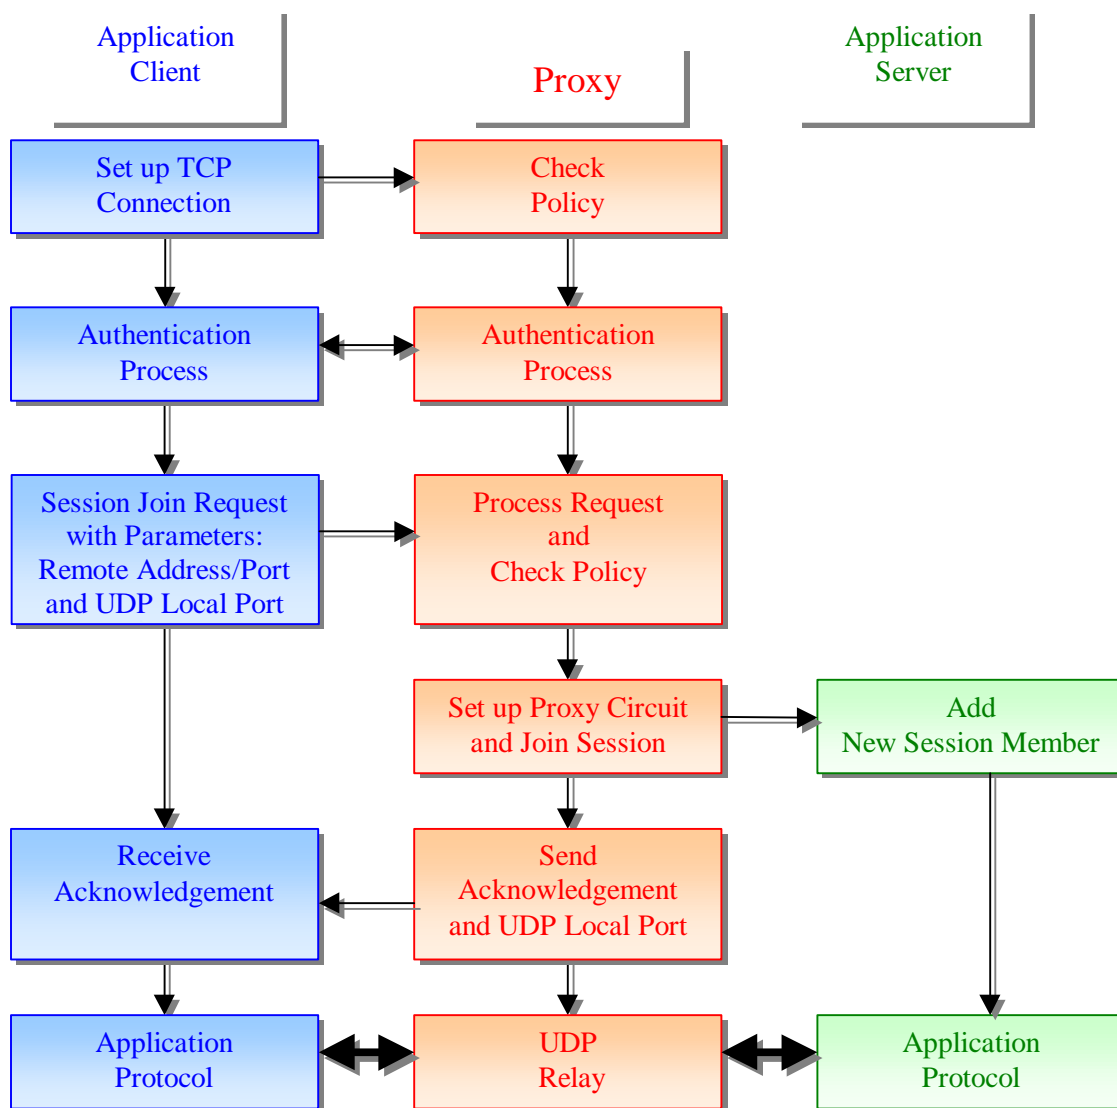 Application
Client
Proxy
Application
Server
Set up TCP
Connection
Check
Policy
Authentication
Process
Authentication
Process
Session Join Request
with Parameters:
Remote Address/Port
and UDP Local Port
Process Request
and
Check Policy
Set up Proxy Circuit
and Join Session
Add
New Session Member
Receive
Acknowledgement
Send
Acknowledgement
and UDP Local Port
Application
Protocol
UDP
Relay
Application
Protocol